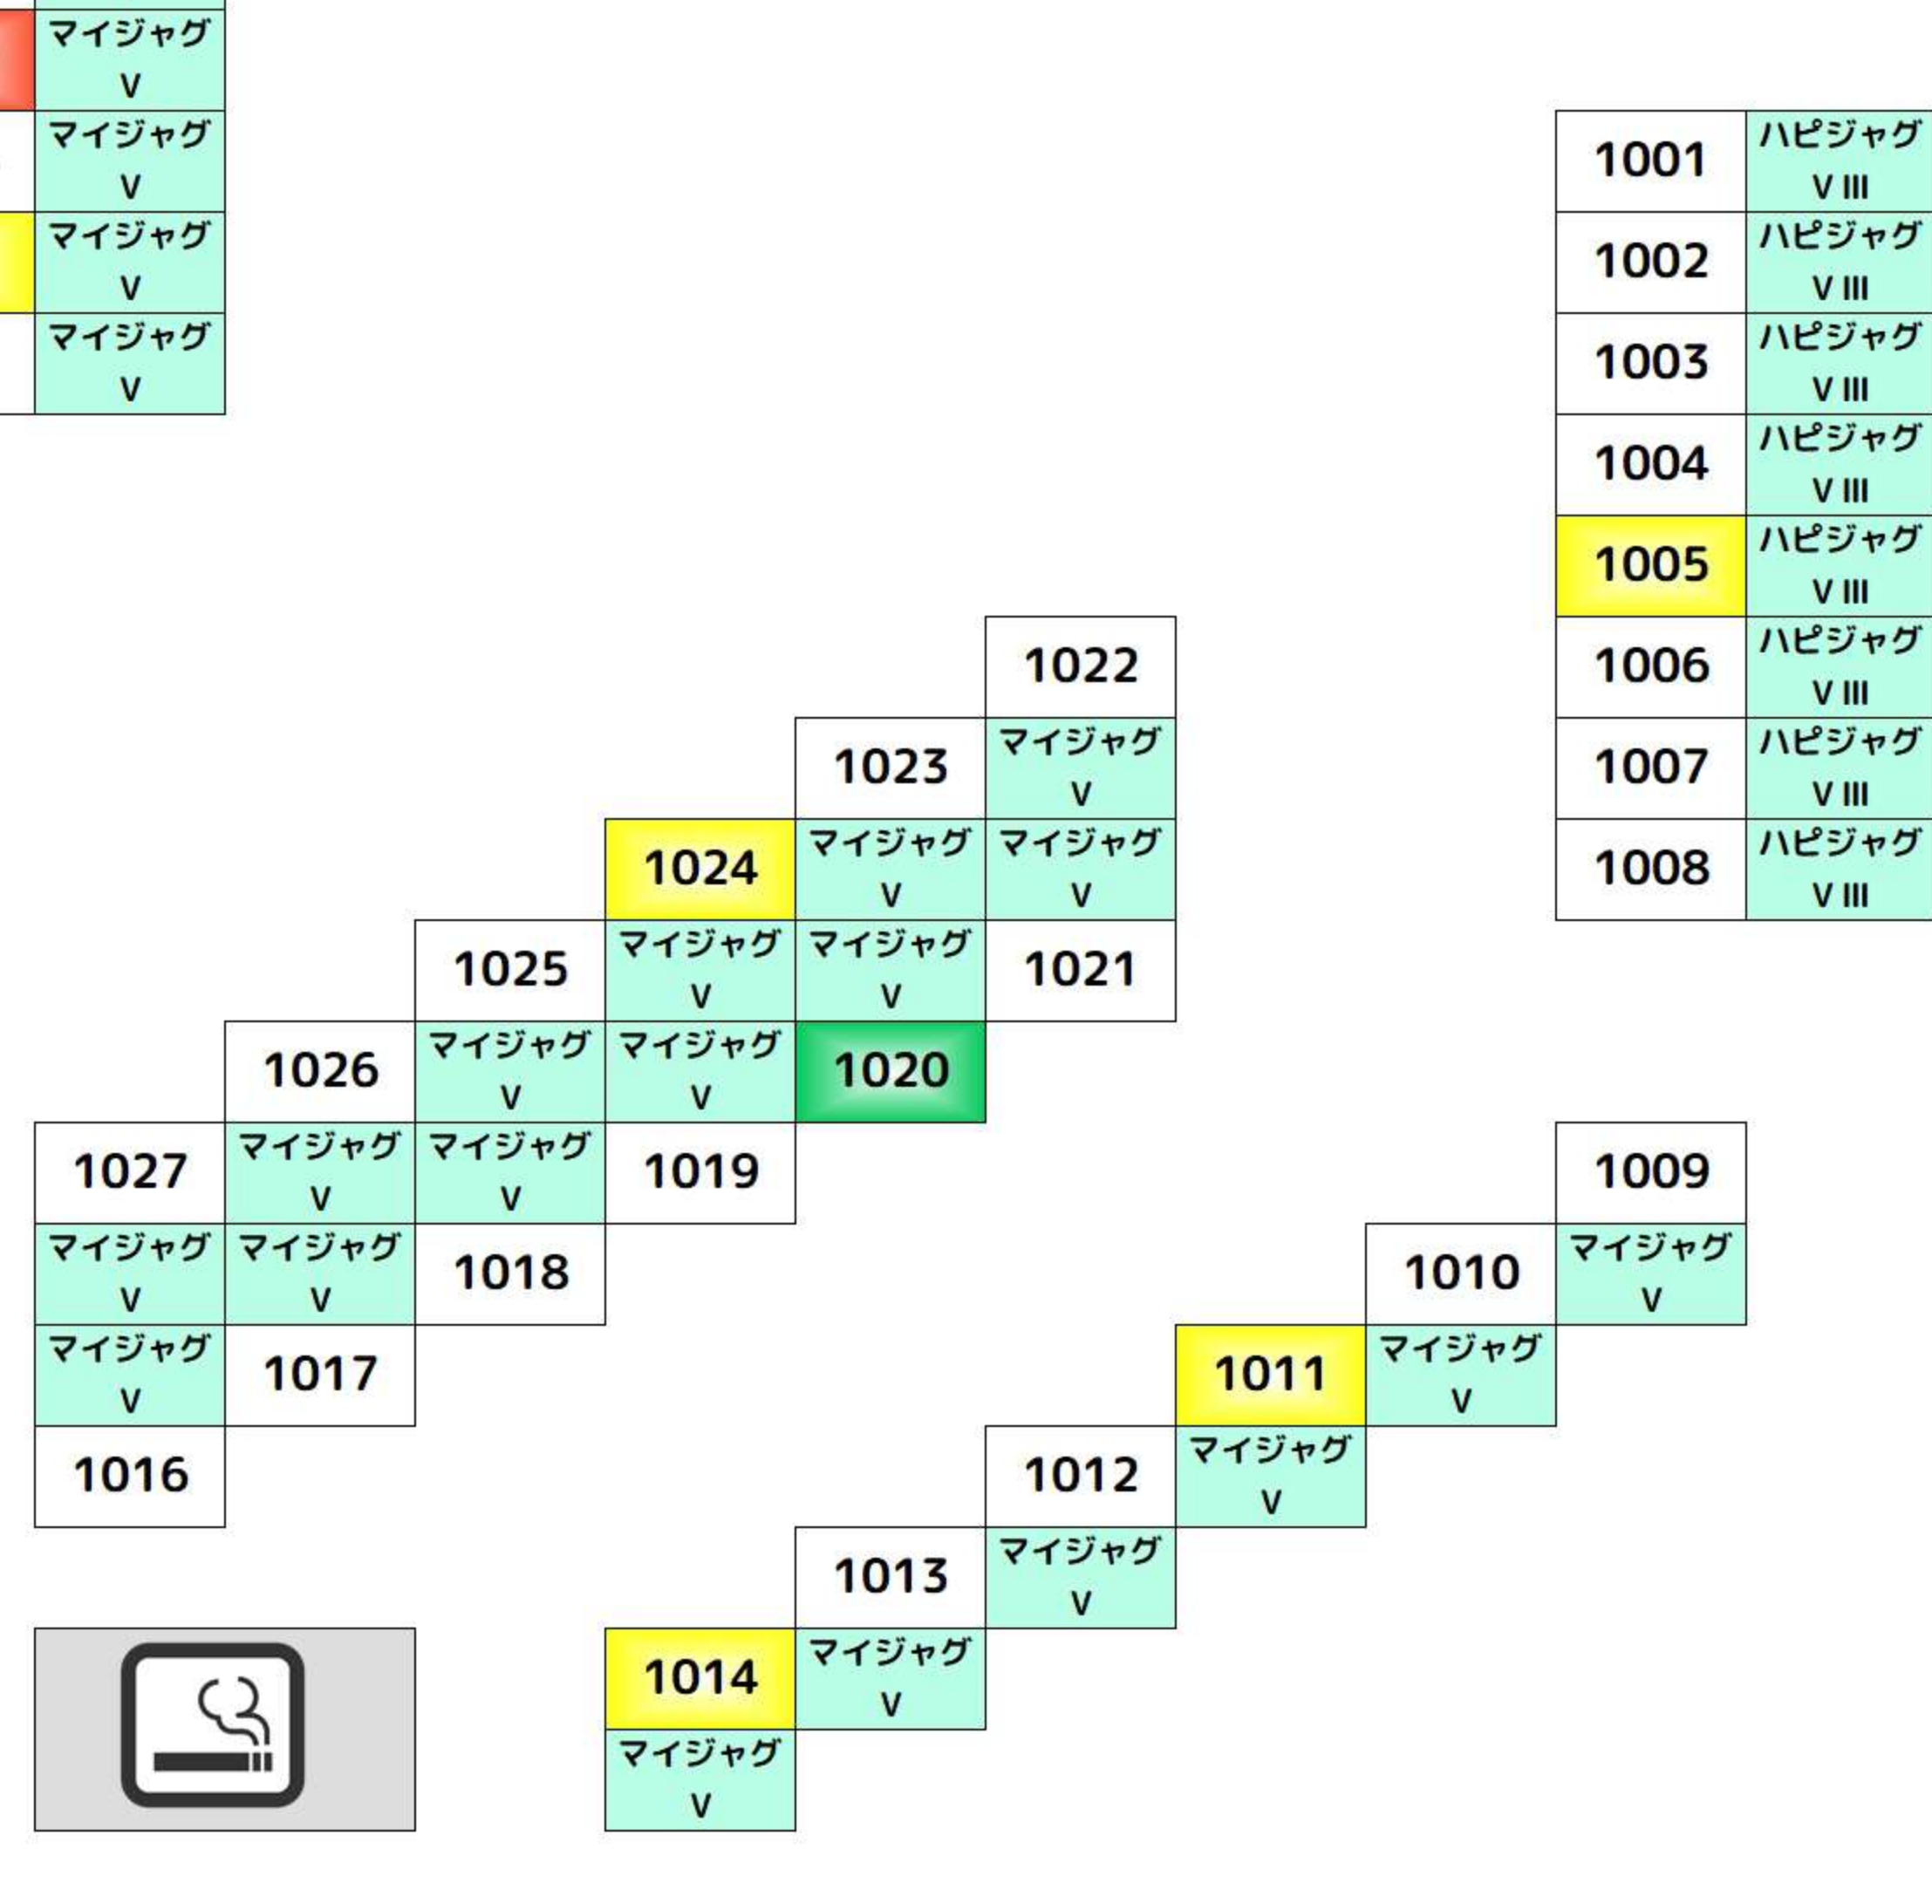 マイジャグ
V
マイジャグ
V
マイジャグ
V
マイジャグ
V
1001 ハピジャグ
V III
1002 ハピジャグ
V III
1003 ハピジャグ
V III
1004 ハピジャグ
V III
1005 ハピジャグ
V III
1006 ハピジャグ
V III
1007 ハピジャグ
V III
1008 ハピジャグ
V III
1022
1023 マイジャグ
V
1024 マイジャグ マイジャグ
V V
1025 マイジャグ マイジャグ 1021
V V
1026 マイジャグ マイジャグ 1020
V V
1027 マイジャグ マイジャグ 1019
V V
マイジャグ マイジャグ 1018
V V
マイジャグ 1017
V
1016
1009
1010 マイジャグ
V
1011 マイジャグ
V
1012 マイジャグ
V
1013 マイジャグ
V
1014 マイジャグ
V
マイジャグ
V